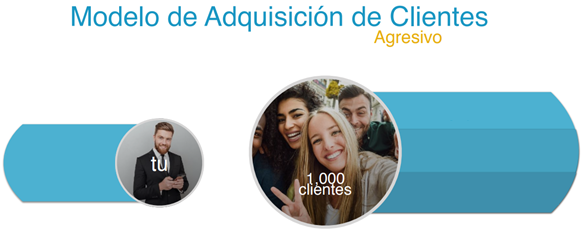 Modelo de Adquisición de Clientes
Agresivo
tu
1,000
clientes